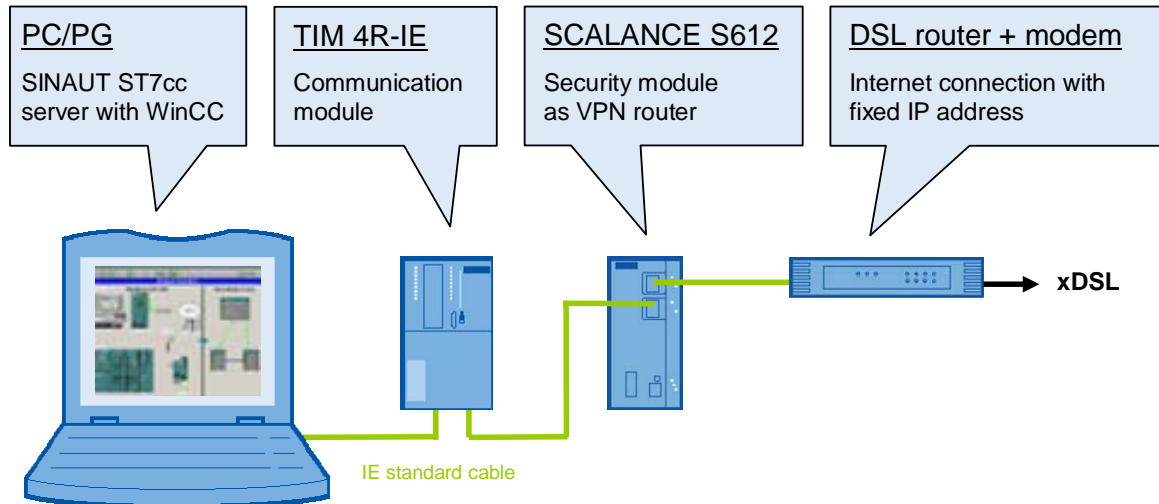 PC/PG
SINAUT ST7cc
server with WinCC
TIM 4R-IE
Communication
module
SCALANCE S612
Security module
as VPN router
DSL router + modem
Internet connection with
fixed IP address
xDSL
IE standard cable